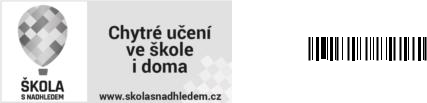 ŠKOLA
S NADHLEDEM
Chytré učení
ve škole
i doma
www.skolasnadhledem.cz